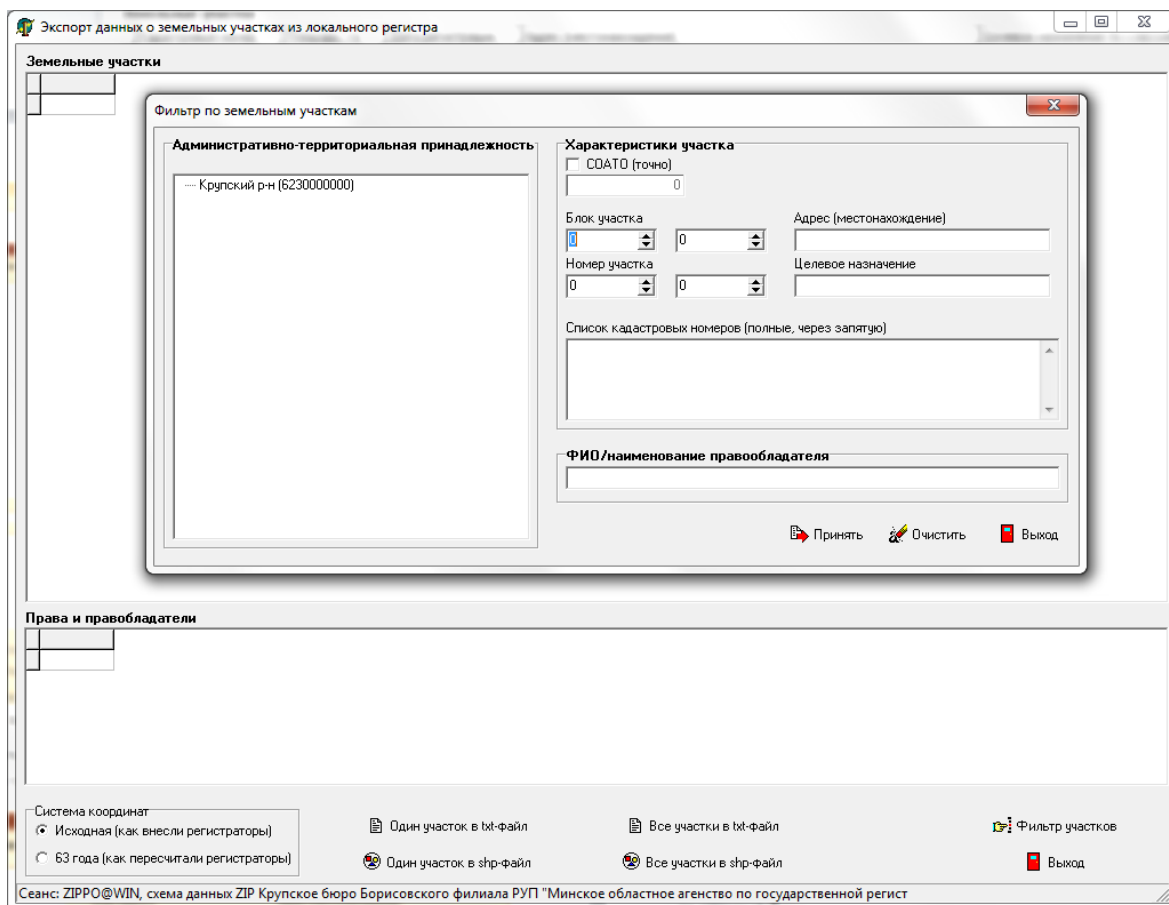 Экспорт данных о земельных участках из локального регистра
Земельные участки
Фильтр по земельным участкам
Административно-территориальная принадлежность
Крупский р-н (6230000000)
Характеристики участка
СОАТО (точно)
0
Блок участка
Адрес (местонахождение)
0 0
Номер участка
Целевое назначение
0 0
Список кадастровых номеров (полные, через запятую)
ФИО/наименование правообладателя
Принять Очистить Выход
Права и правобладатели
Система координат
Исходная (как внесли регистраторы)
63 года (как пересчитали регистраторы)
Один участок в txt-файл
Все участки в txt-файл
Фильтр участков
Один участок в shp-файл
Все участки в shp-файл
Выход
Сеанс: ZIPPO@WIN, схема данных ZIP Крупское бюро Борисовского филиала РУП "Минское областное агенство по государственной регист